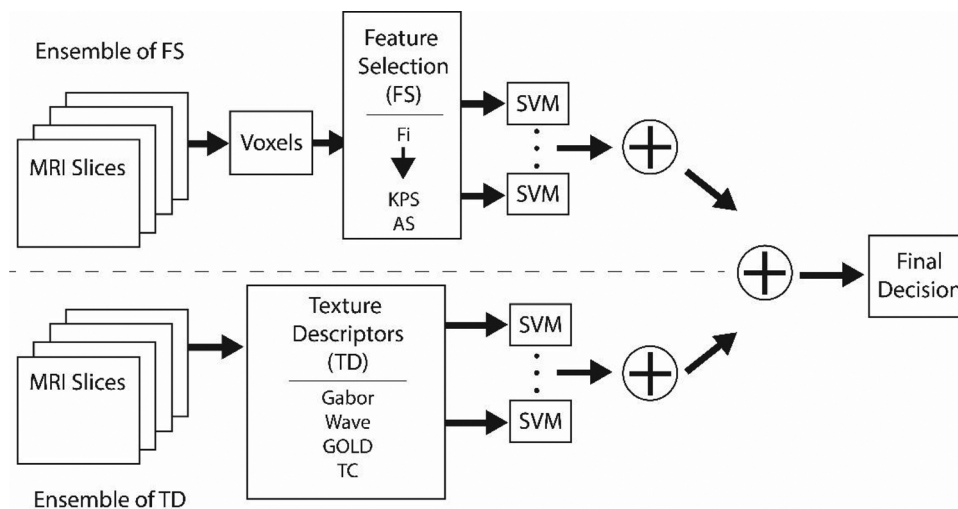 Ensemble of FS
MRI Slices
Voxels
Feature
Selection
(FS)
Fi
KPS
AS
SVM
SVM
MRI Slices
Ensemble of TD
Texture
Descriptors
(TD)
Gabor
Wave
GOLD
TC
SVM
SVM
Final
Decision